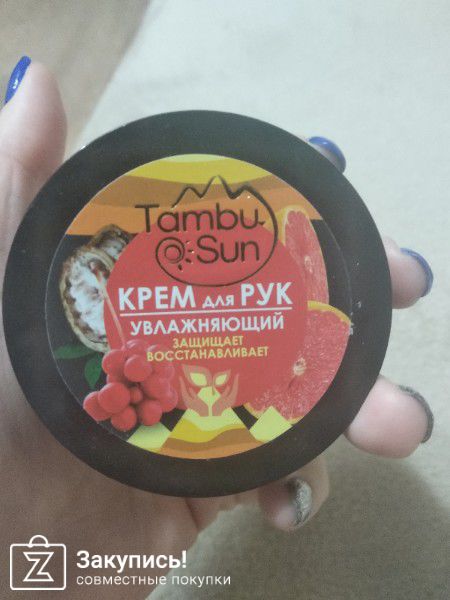 Tambu
Sun
КРЕМ для РУК
УВЛАЖНЯЮЩИЙ
ЗАЩИЩАЕТ
ВОССТАНАВЛИВАЕТ
Закупись!
совместные покупки